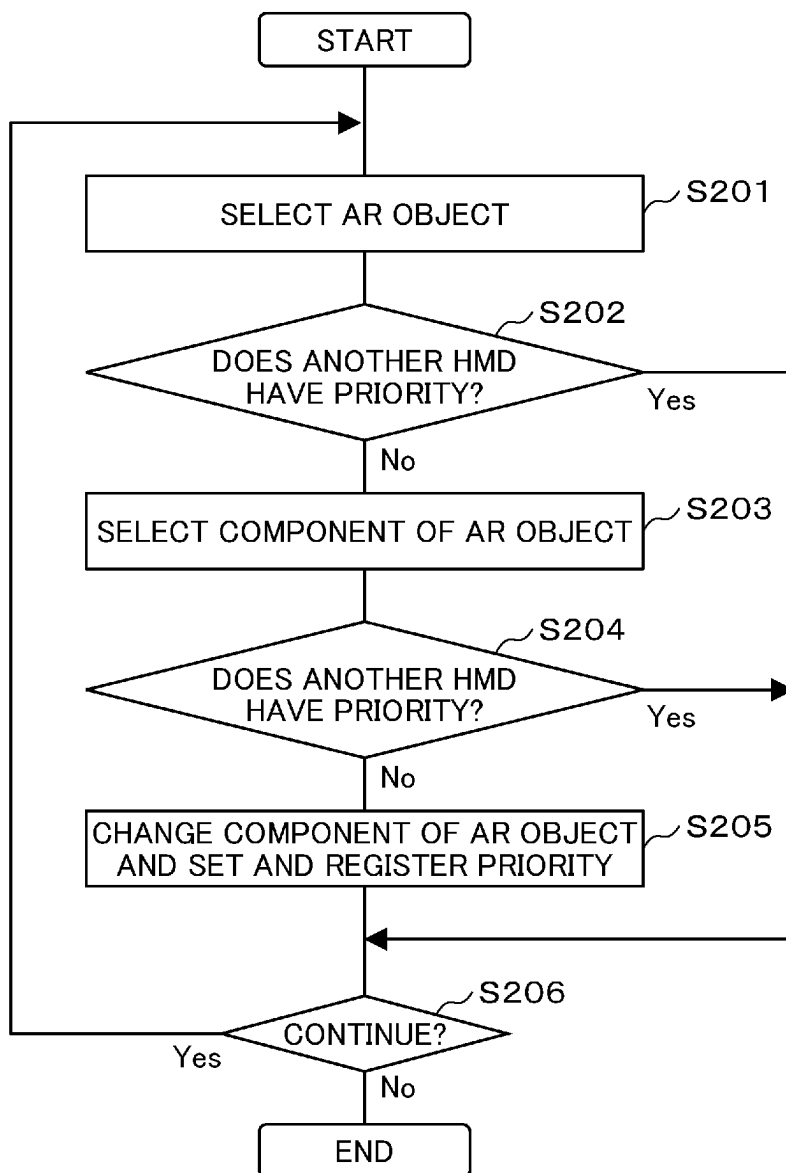 START
SELECT AR OBJECT
S201
S202
DOES ANOTHER HMD
HAVE PRIORITY?
Yes
No
SELECT COMPONENT OF AR OBJECT
S203
S204
DOES ANOTHER HMD
HAVE PRIORITY?
Yes
No
CHANGE COMPONENT OF AR OBJECT
AND SET AND REGISTER PRIORITY
S205
S206
CONTINUE?
Yes
No
END